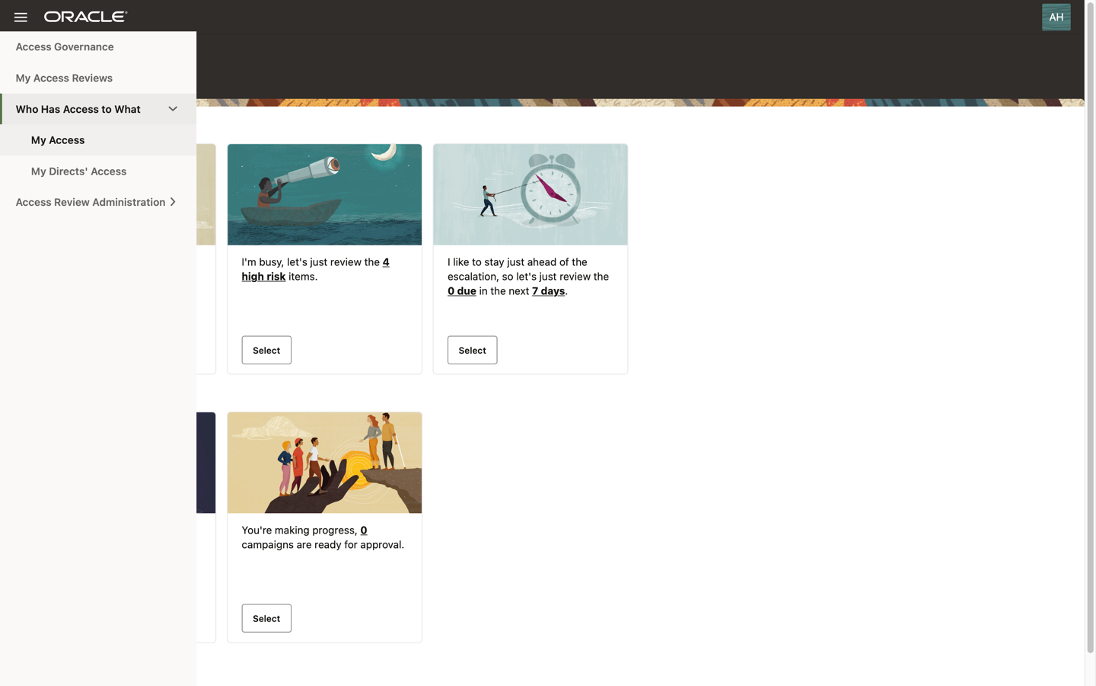 ORACLE
AH
Access Governance
My Access Reviews
Who Has Access to What
My Access
My Directs' Access
Access Review Administration
I'm busy, let's just review the 4
high risk items.
Select
I like to stay just ahead of the
escalation, so let's just review the
0 due in the next 7 days.
Select
You're making progress, 0
campaigns are ready for approval.
Select